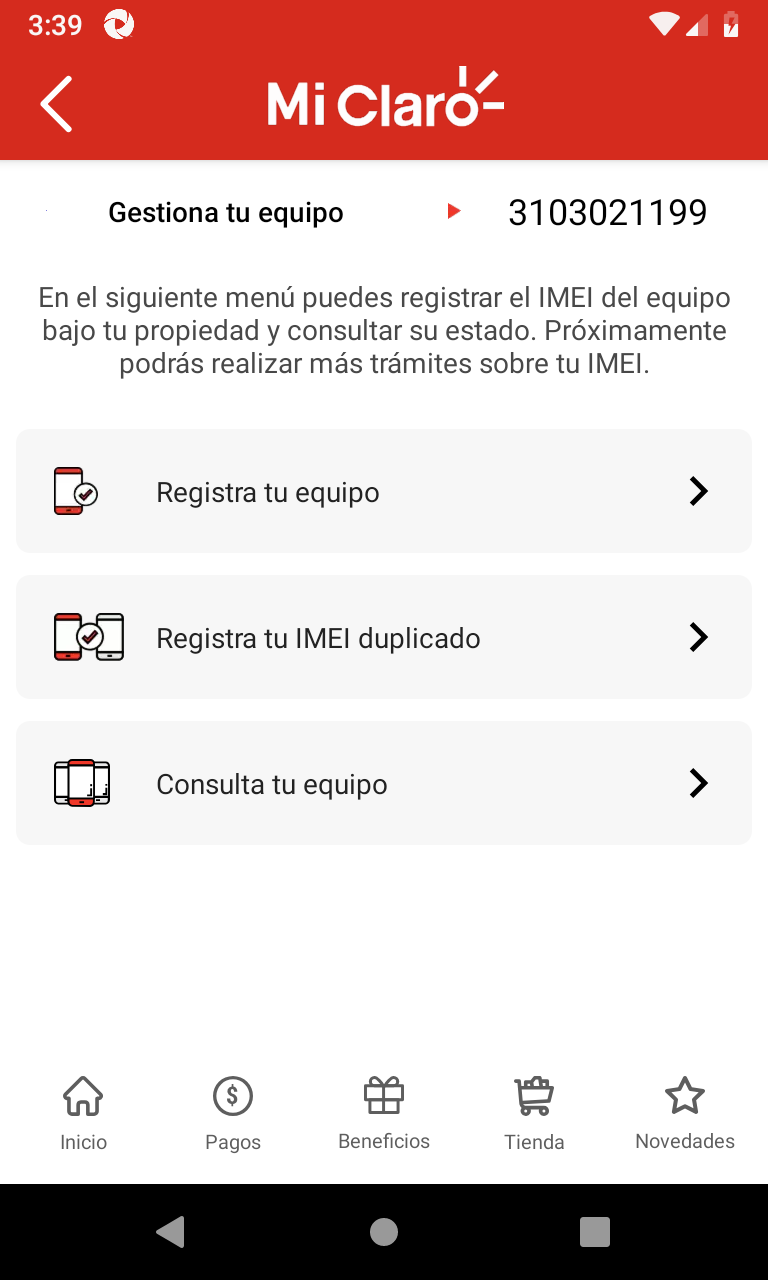 3:39
Mi Claro
Gestiona tu equipo
3103021199
En el siguiente menú puedes registrar el IMEI del equipo
bajo tu propiedad y consultar su estado. Próximamente
podrás realizar más trámites sobre tu IMEI.
Registra tu equipo
Registra tu IMEI duplicado
Consulta tu equipo
Inicio
Pagos
Beneficios
Tienda
Novedades